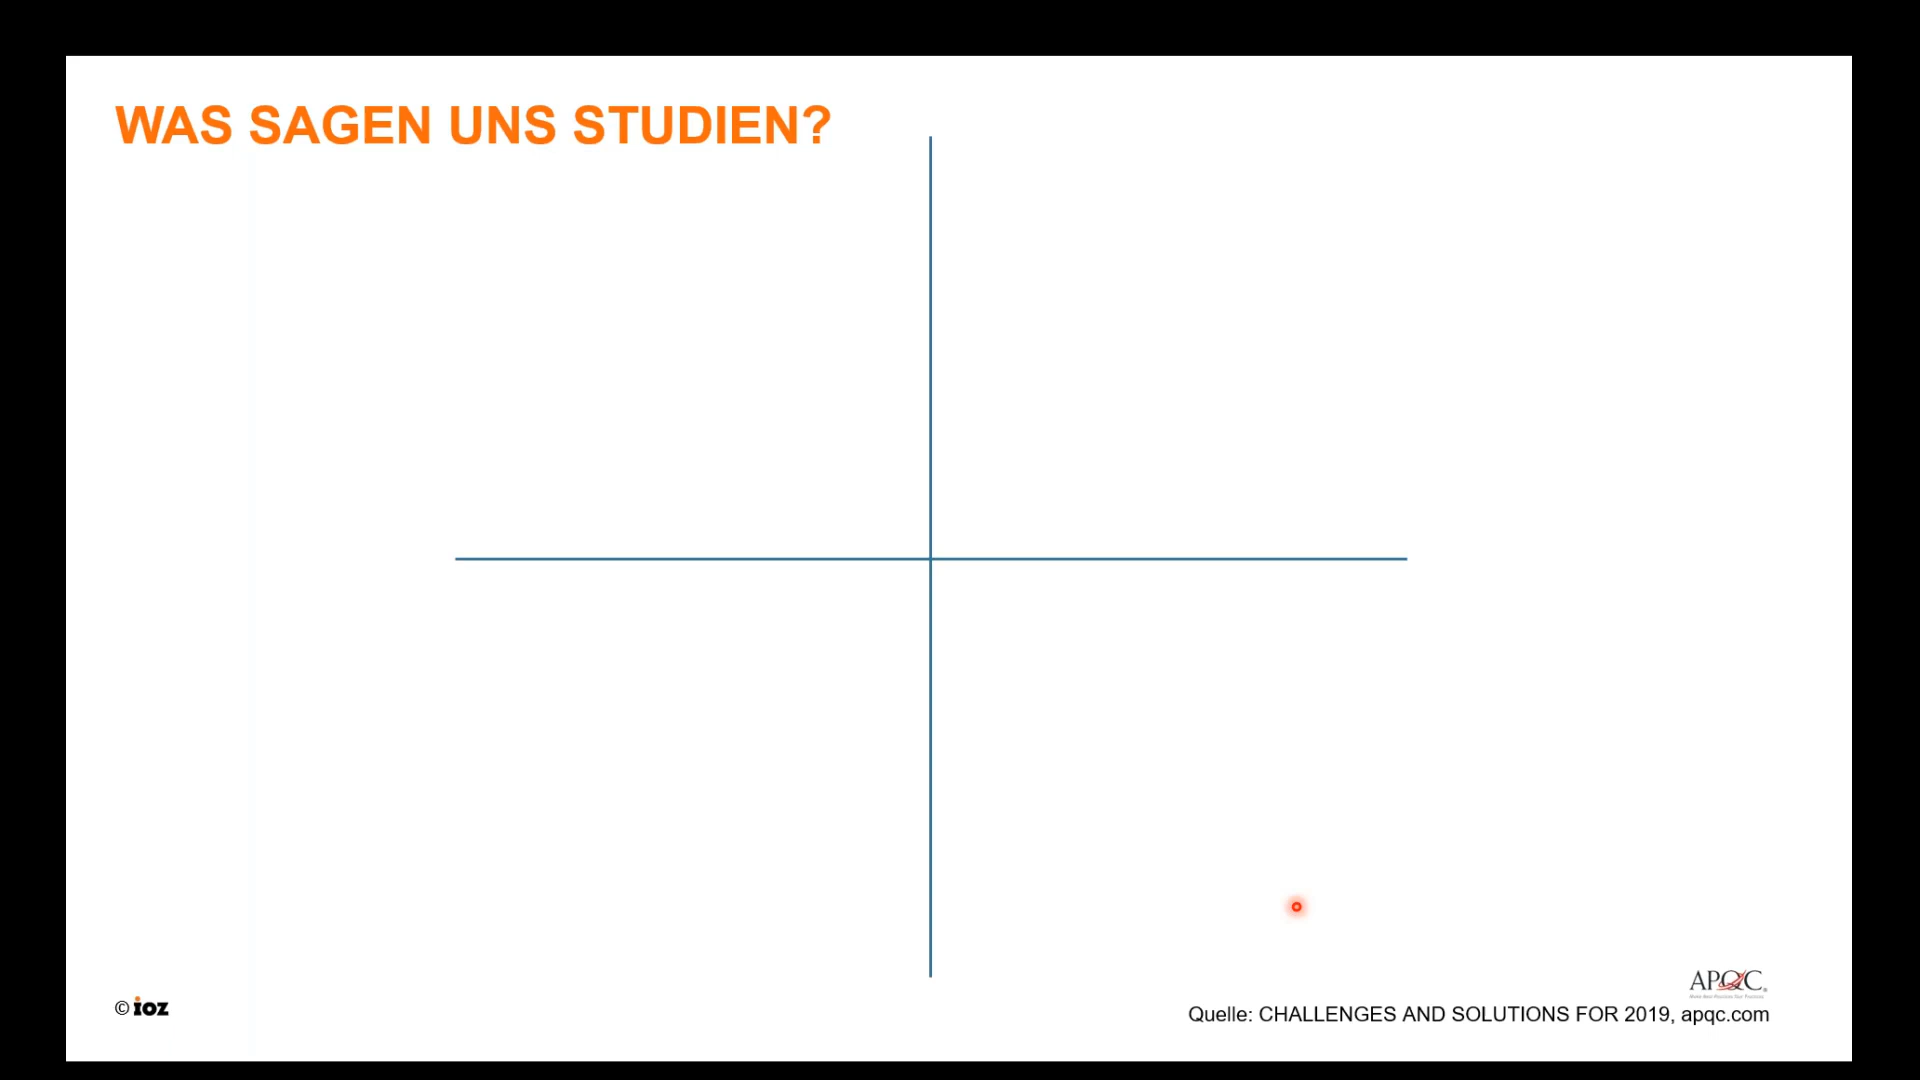 WAS SAGEN UNS STUDIEN?
APQC
© ioz
Quelle: CHALLENGES AND SOLUTIONS FOR 2019, apqc.com